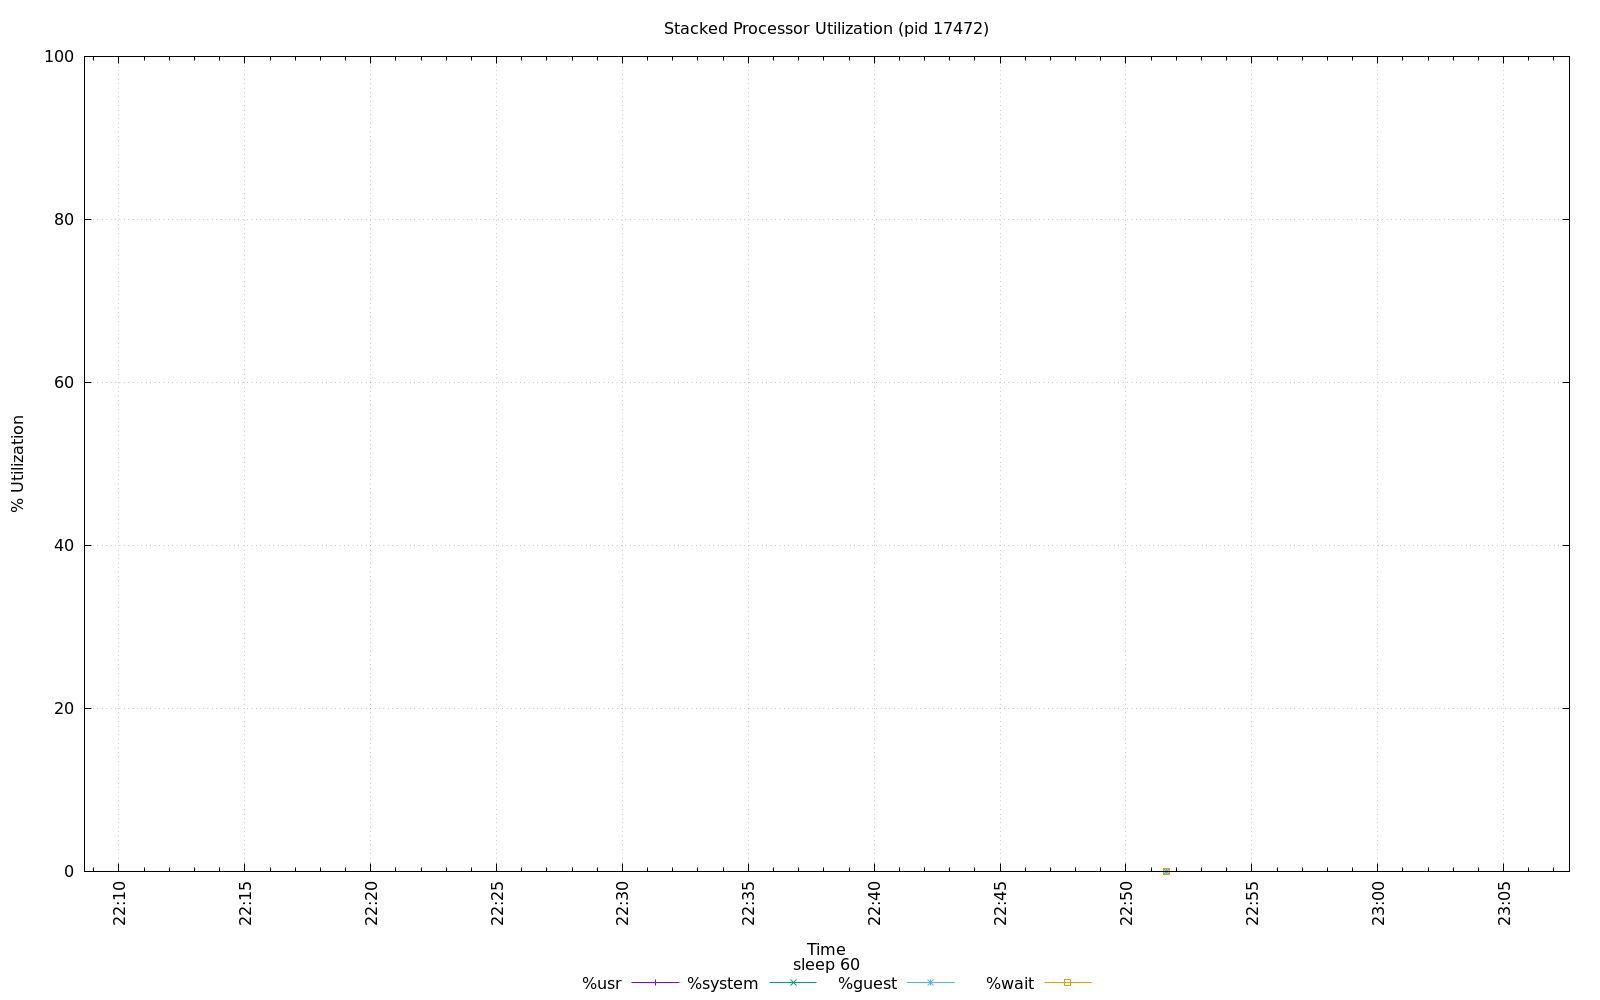 Stacked Processor Utilization (pid 17472)
100
80
60
40
20
0
% Utilization
22:10 22:15 22:20 22:25 22:30 22:35 22:40 22:45 22:50 22:55 23:00 23:05
Time
sleep 60
%usr %system %guest %wait